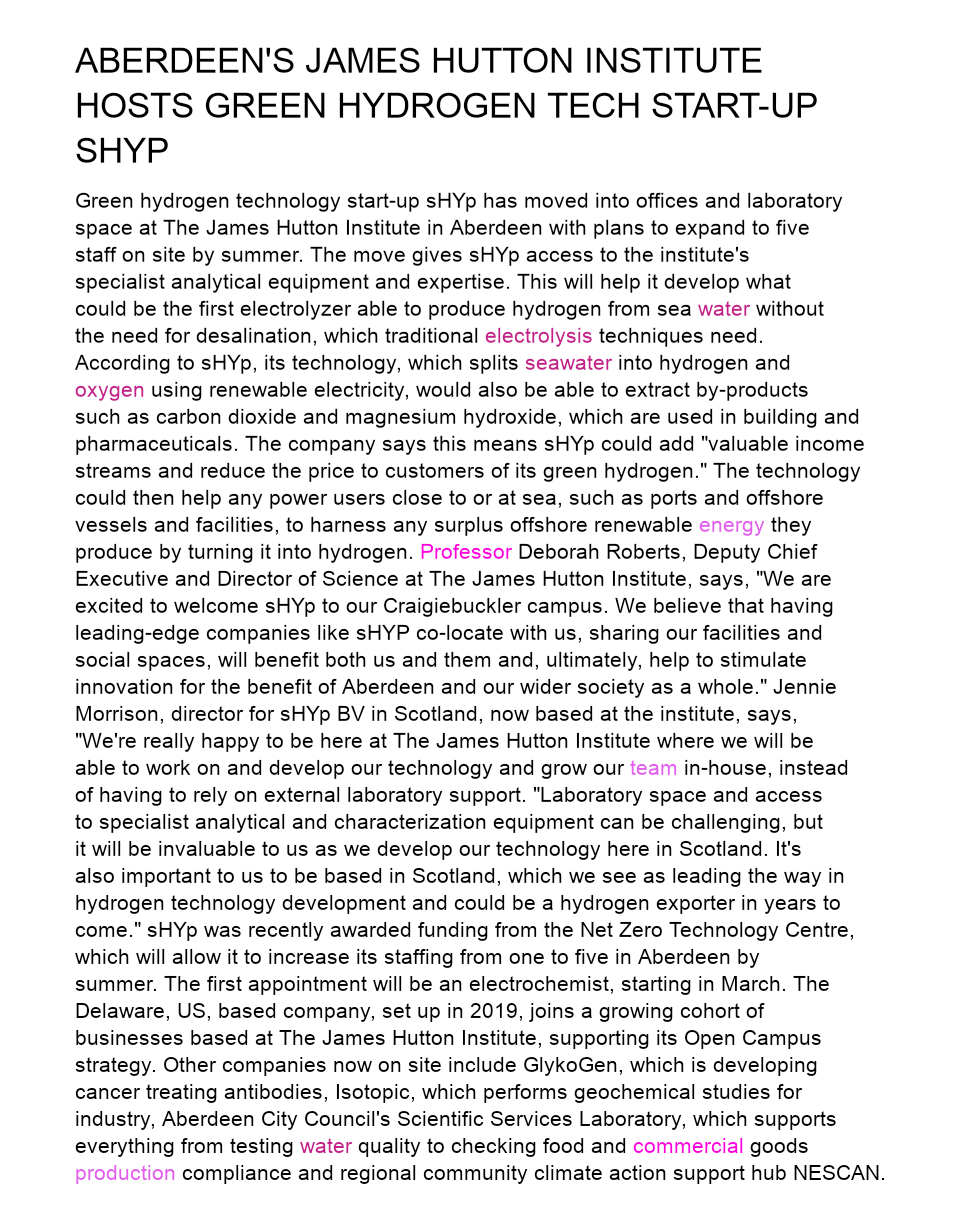 ABERDEEN'S JAMES HUTTON INSTITUTE
HOSTS GREEN HYDROGEN TECH START-UP
SHYP
Green hydrogen technology start-up sHYp has moved into offices and laboratory
space at The James Hutton Institute in Aberdeen with plans to expand to five
staff on site by summer. The move gives sHYp access to the institute's
specialist analytical equipment and expertise. This will help it develop what
could be the first electrolyzer able to produce hydrogen from sea water without
the need for desalination, which traditional electrolysis techniques need.
According to sHYp, its technology, which splits seawater into hydrogen and
oxygen using renewable electricity, would also be able to extract by-products
such as carbon dioxide and magnesium hydroxide, which are used in building and
pharmaceuticals. The company says this means sHYp could add "valuable income
streams and reduce the price to customers of its green hydrogen." The technology
could then help any power users close to or at sea, such as ports and offshore
vessels and facilities, to harness any surplus offshore renewable energy they
produce by turning it into hydrogen. Professor Deborah Roberts, Deputy Chief
Executive and Director of Science at The James Hutton Institute, says, "We are
excited to welcome sHYp to our Craigiebuckler campus. We believe that having
leading-edge companies like sHYP co-locate with us, sharing our facilities and
social spaces, will benefit both us and them and, ultimately, help to stimulate
innovation for the benefit of Aberdeen and our wider society as a whole." Jennie
Morrison, director for sHYp BV in Scotland, now based at the institute, says,
"We're really happy to be here at The James Hutton Institute where we will be
able to work on and develop our technology and grow our team in-house, instead
of having to rely on external laboratory support. "Laboratory space and access
to specialist analytical and characterization equipment can be challenging, but
it will be invaluable to us as we develop our technology here in Scotland. It's
also important to us to be based in Scotland, which we see as leading the way in
hydrogen technology development and could be a hydrogen exporter in years to
come." sHYp was recently awarded funding from the Net Zero Technology Centre,
which will allow it to increase its staffing from one to five in Aberdeen by
summer. The first appointment will be an electrochemist, starting in March. The
Delaware, US, based company, set up in 2019, joins a growing cohort of
businesses based at The James Hutton Institute, supporting its Open Campus
strategy. Other companies now on site include GlykoGen, which is developing
cancer treating antibodies, Isotopic, which performs geochemical studies for
industry, Aberdeen City Council's Scientific Services Laboratory, which supports
everything from testing water quality to checking food and commercial goods
production compliance and regional community climate action support hub NESCAN.